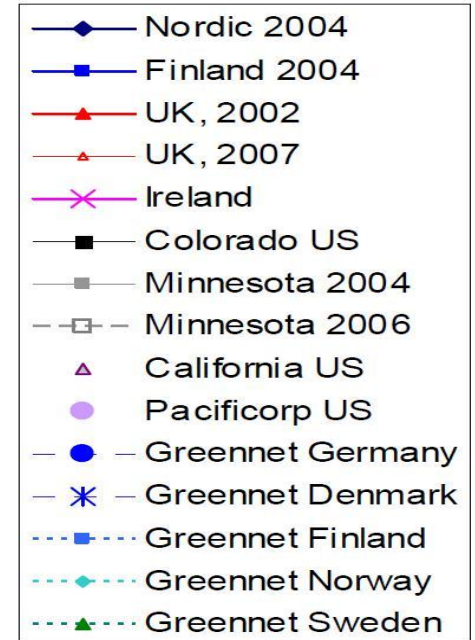 Nordic 2004
Finland 2004
UK, 2002
UK, 2007
Ireland
Colorado US
Minnesota 2004
Minnesota 2006
California US
Pacificorp US
Greennet Germany
Greennet Denmark
Greennet Finland
Greennet Norway
Greennet Sweden